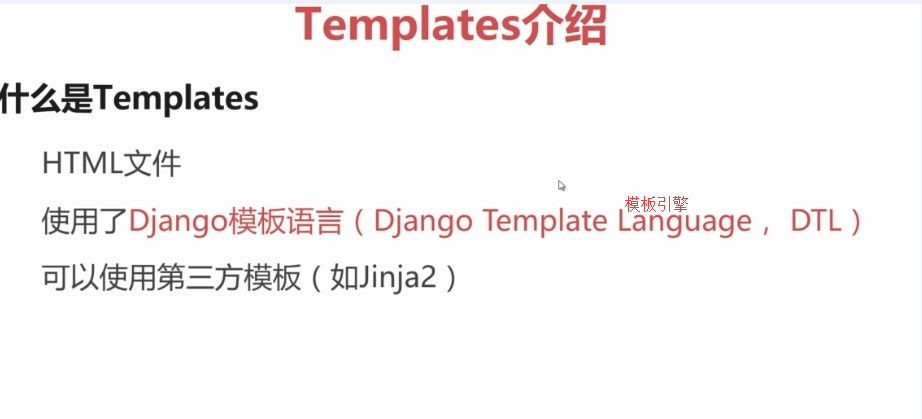 Templates介绍
什么是Templates
HTML文件
模板引擎
使用了Django模板语言（Django Template Language， DTL）
可以使用第三方模板（如Jinja2）